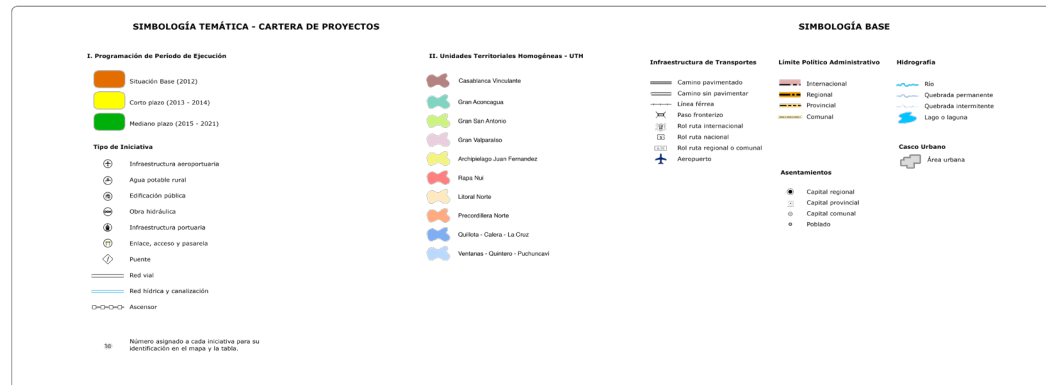 SIMBOLOGÍA TEMÁTICA - CARTERA DE PROYECTOS
I. Programación de Período de Ejecución
Situación Base (2012)
Corto plazo (2013 - 2014)
Mediano plazo (2015 - 2021)
Tipo de Iniciativa
Infraestructura aeroportuaria
Agua potable rural
Edificación pública
Obra hidráulica
Infraestructura portuaria
Enlace, acceso y pasarela
Puente
Red vial
Red hídrica y canalización
Ascensor
50
Número asignado a cada iniciativa para su
identificación en el mapa y la tabla.
II. Unidades Territoriales Homogéneas - UTH
Casablanca Vinculante
Gran Aconcagua
Gran San Antonio
Gran Valparaíso
Archipielago Juan Fernandez
Rapa Nui
Litoral Norte
Precordillera Norte
Quillota - Calera - La Cruz
Ventanas - Quintero - Puchuncaví
SIMBOLOGÍA BASE
Infraestructura de Transportes
Camino pavimentado
Camino sin pavimentar
Línea férrea
Paso fronterizo
Rol ruta internacional
Rol ruta nacional
Rol ruta regional o comunal
Aeropuerto
Límite Político Administrativo
Internacional
Regional
Provincial
Comunal
Asentamientos
Capital regional
Capital provincial
Capital comunal
Poblado
Hidrografía
Río
Quebrada permanente
Quebrada intermitente
Lago o laguna
Casco Urbano
Área urbana